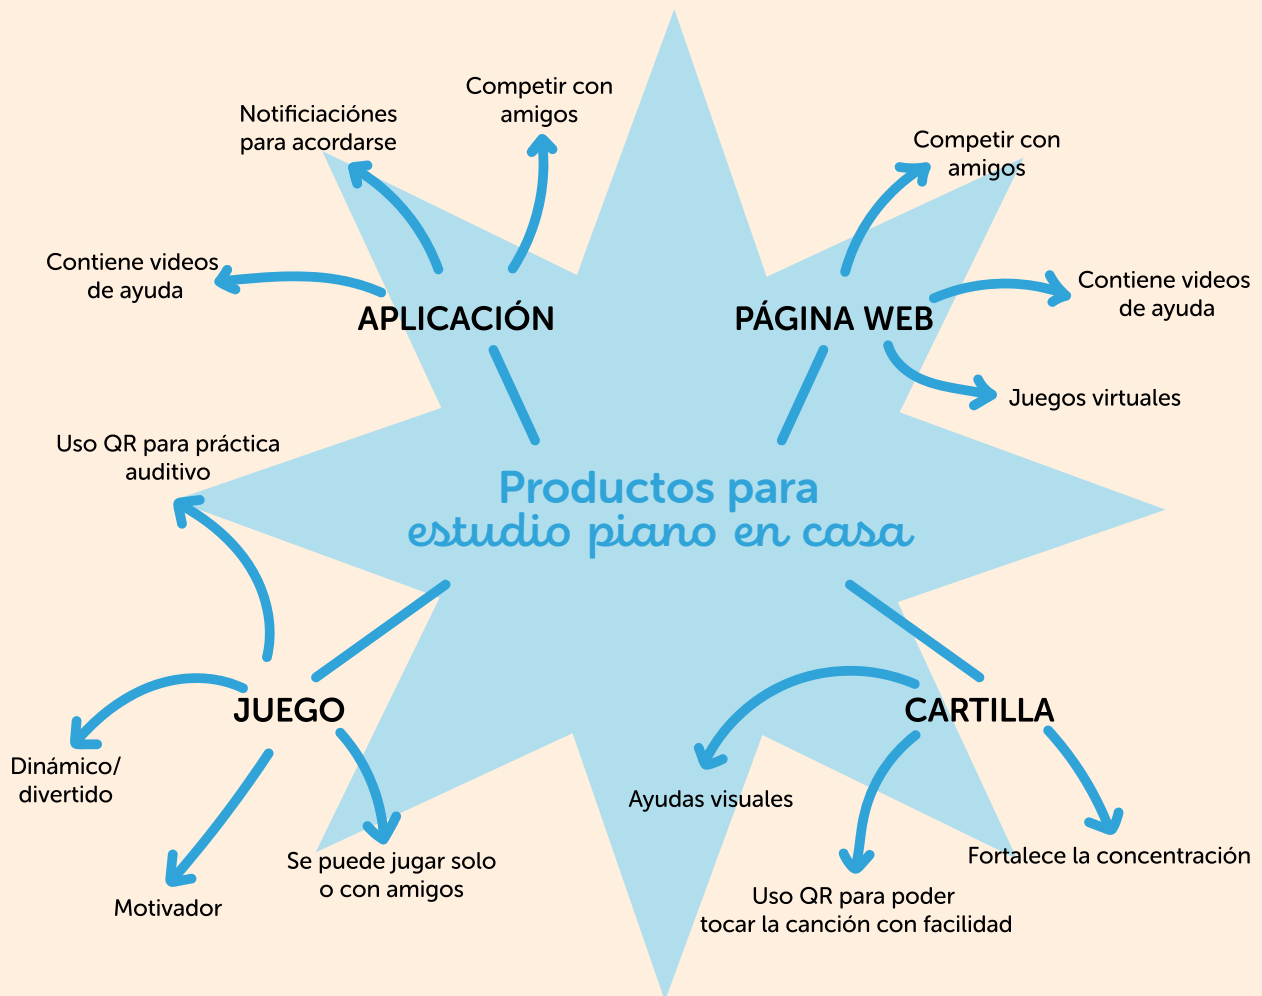 Competir con
amigos
Notificiaciónes
para acordarse
Competir con
amigos
Contiene videos
de ayuda
Contiene videos
de ayuda
APLICACIÓN
PÁGINA WEB
Juegos virtuales
Uso QR para práctica
auditivo
Productos para
estudio piano en casa
JUEGO
CARTILLA
Dinámico/
divertido
Ayudas visuales
Se puede jugar solo
o con amigos
Fortalece la concentración
Motivador
Uso QR para poder
tocar la canción con facilidad